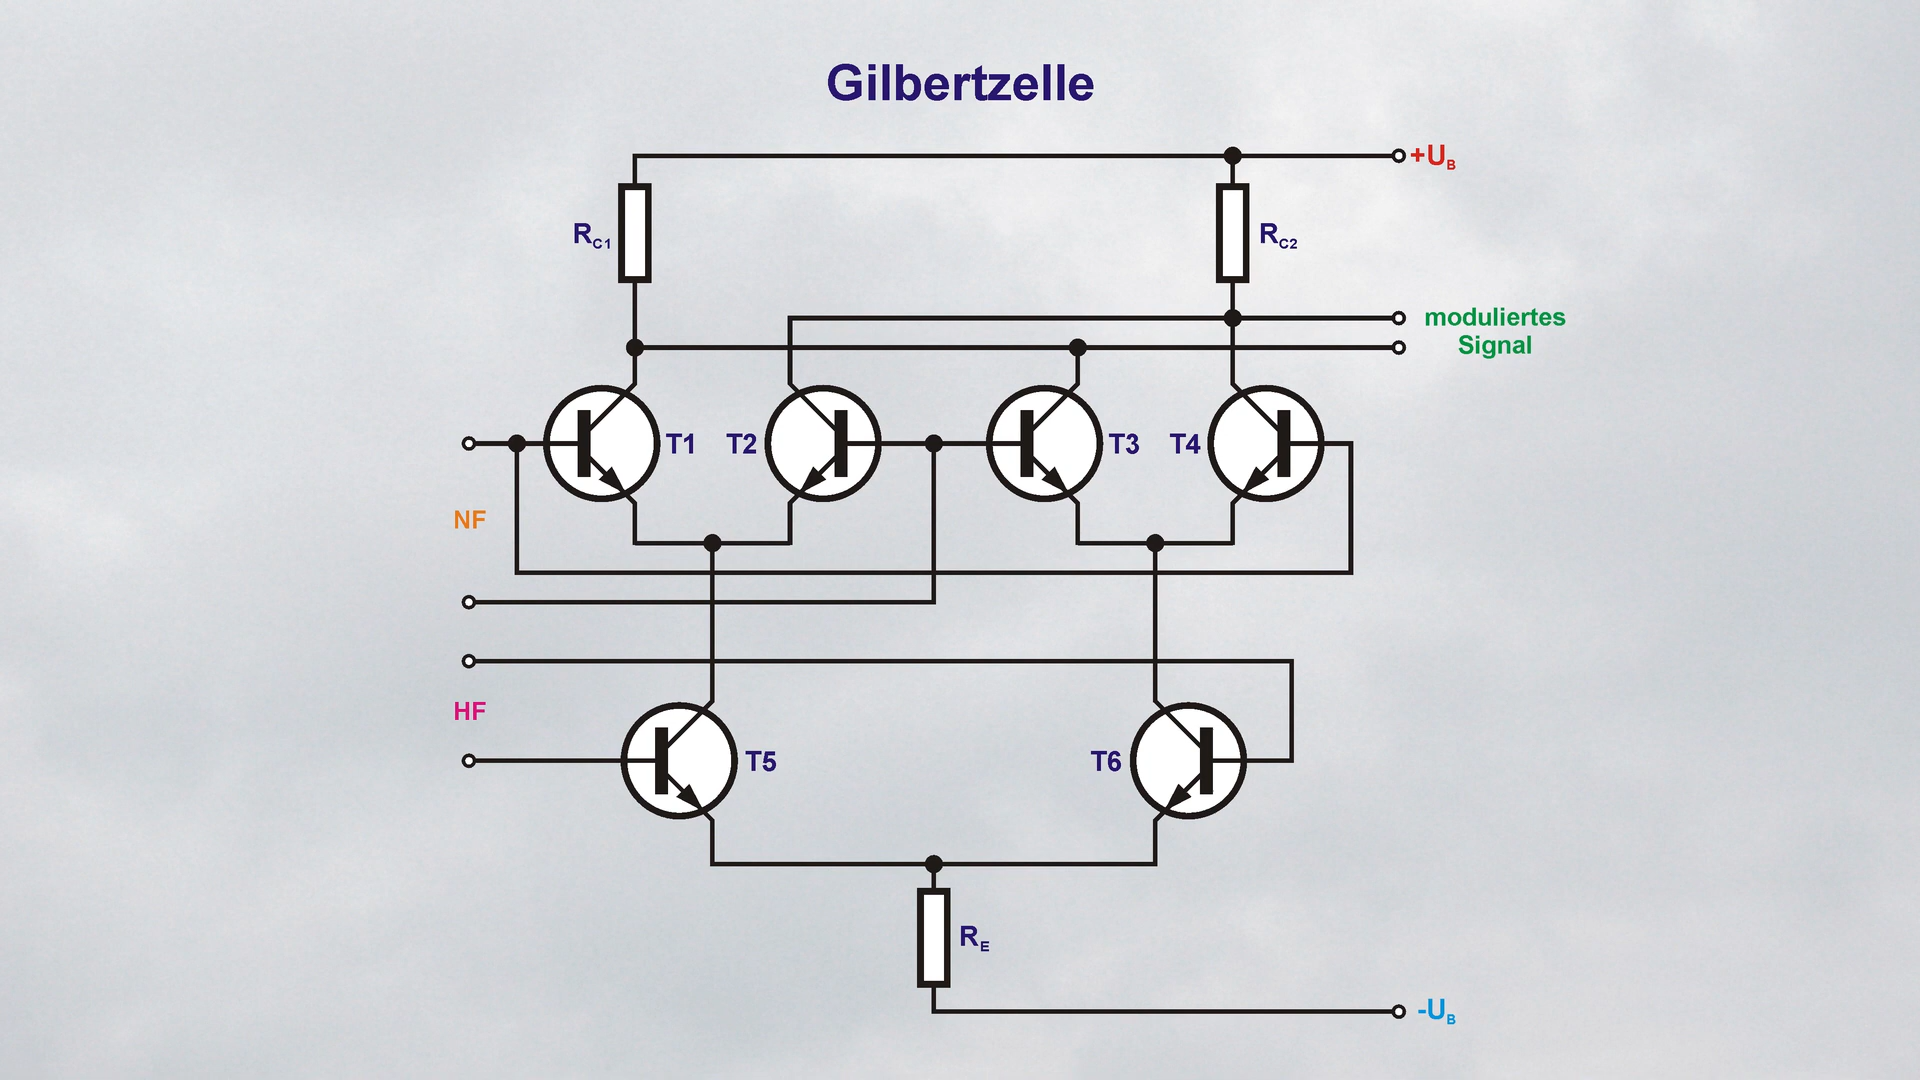 Gilbertzelle
+UB
RC1
RC2
moduliertes
Signal
T1
T2
T3
T4
NF
HF
T5
T6
RE
-UB